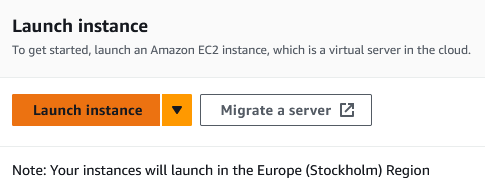 Launch instance
To get started, launch an Amazon EC2 instance, which is a virtual server in the cloud.
Launch instance
Migrate a server
Note: Your instances will launch in the Europe (Stockholm) Region